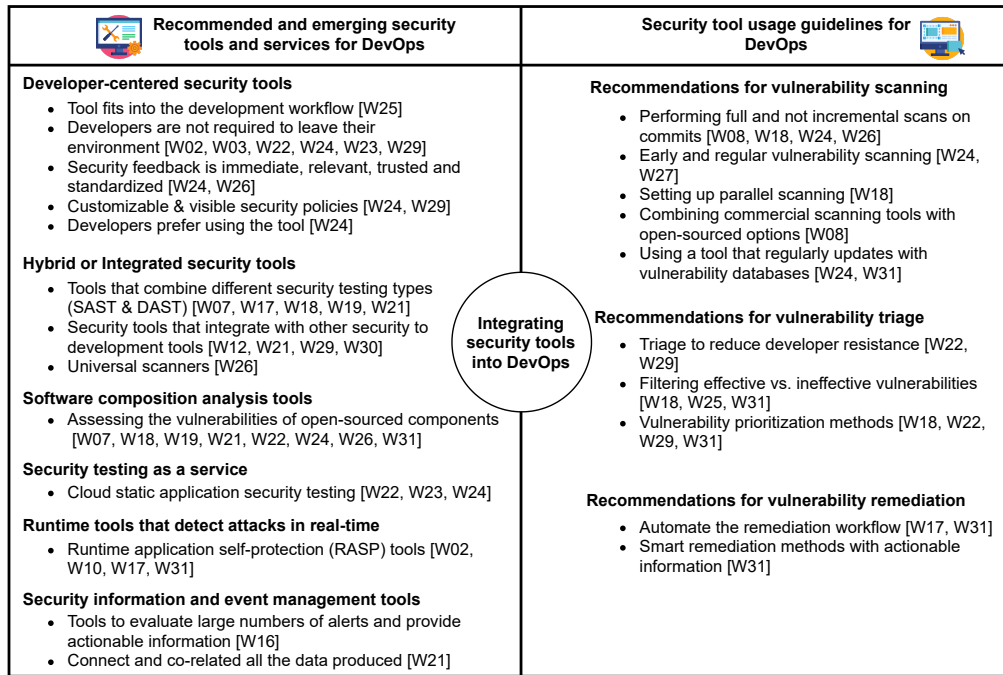 Recommended and emerging security
tools and services for DevOps
Security tool usage guidelines for
DevOps
Developer-centered security tools
• Tool fits into the development workflow [W25]
• Developers are not required to leave their
environment [W02, W03, W22, W24, W23, W29]
• Security feedback is immediate, relevant, trusted and
standardized [W24, W26]
• Customizable & visible security policies [W24, W29]
• Developers prefer using the tool [W24]
Hybrid or Integrated security tools
• Tools that combine different security testing types
(SAST & DAST) [W07, W17, W18, W19, W21]
• Security tools that integrate with other security to
development tools [W12, W21, W29, W30]
• Universal scanners [W26]
Software composition analysis tools
• Assessing the vulnerabilities of open-sourced components
[W07, W18, W19, W21, W22, W24, W26, W31]
Security testing as a service
• Cloud static application security testing [W22, W23, W24]
Runtime tools that detect attacks in real-time
• Runtime application self-protection (RASP) tools [W02,
W10, W17, W31]
Security information and event management tools
• Tools to evaluate large numbers of alerts and provide
actionable information [W16]
• Connect and co-related all the data produced [W21]
Integrating
security tools
into DevOps
Recommendations for vulnerability scanning
• Performing full and not incremental scans on
commits [W08, W18, W24, W26]
• Early and regular vulnerability scanning [W24,
W27]
• Setting up parallel scanning [W18]
• Combining commercial scanning tools with
open-sourced options [W08]
• Using a tool that regularly updates with
vulnerability databases [W24, W31]
Recommendations for vulnerability triage
• Triage to reduce developer resistance [W22,
W29]
• Filtering effective vs. ineffective vulnerabilities
[W18, W25, W31]
• Vulnerability prioritization methods [W18, W22,
W29, W31]
Recommendations for vulnerability remediation
• Automate the remediation workflow [W17, W31]
• Smart remediation methods with actionable
information [W31]